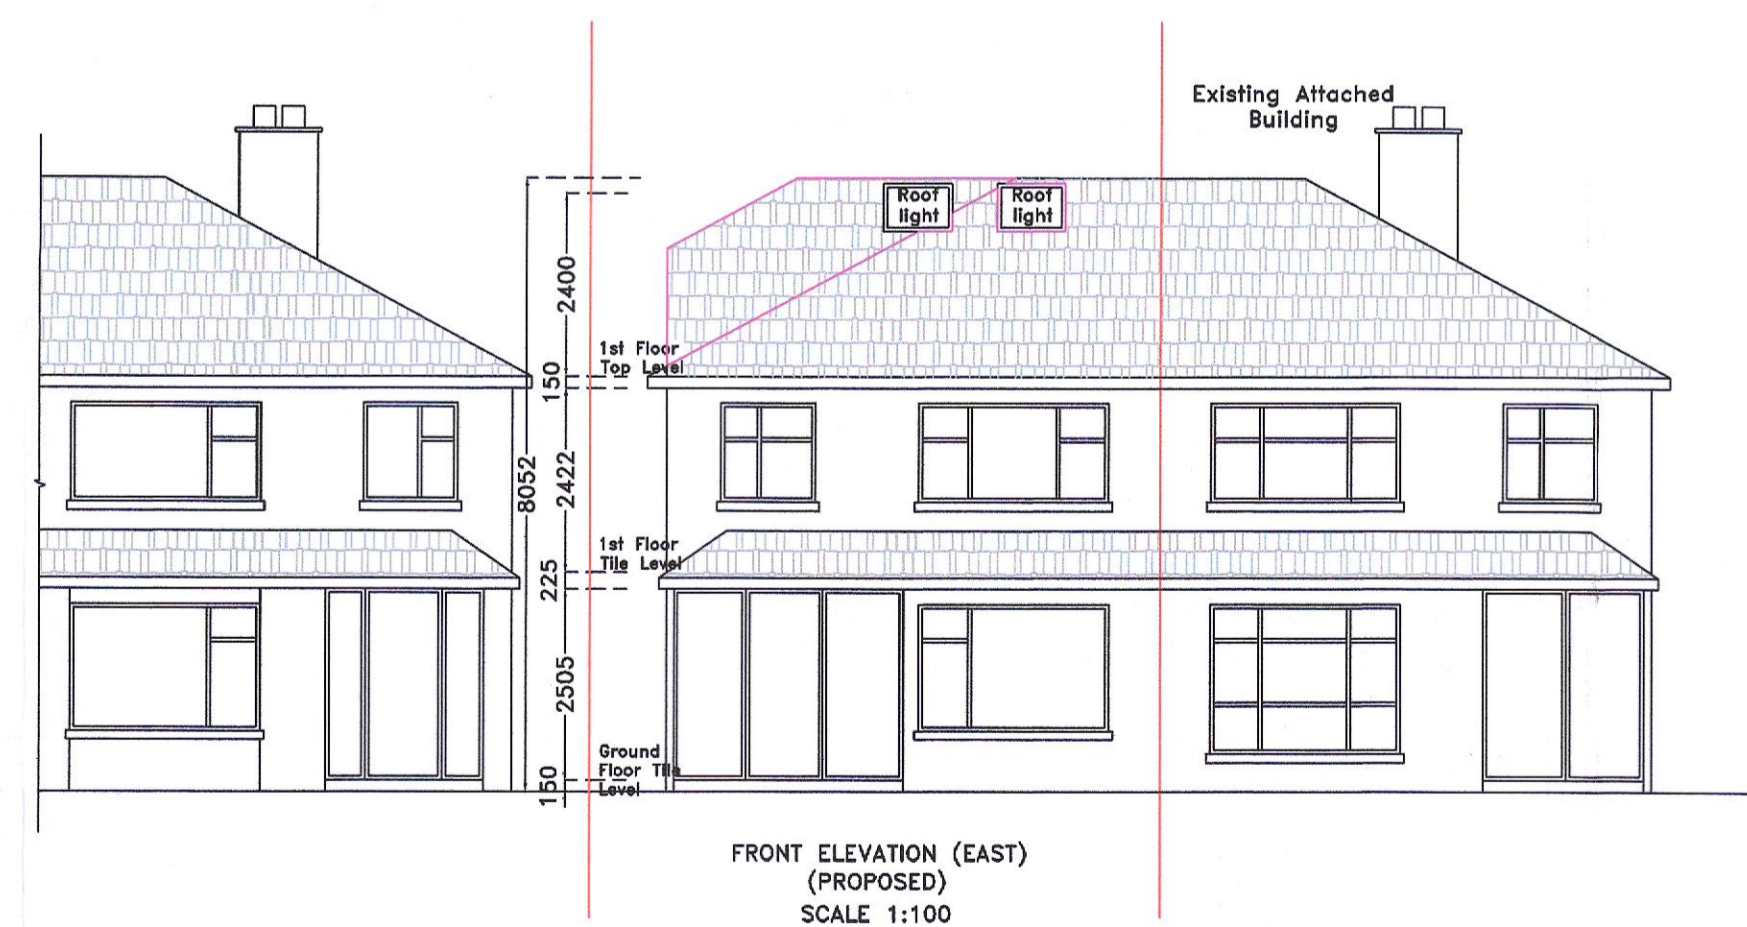 Existing Attached
Building
Roof
light
Roof
light
2400
1st Floor
Top Level
150
8052
2422
1st Floor
Tile Level
225
2505
Ground
Floor Tile
Level
150
FRONT ELEVATION (EAST)
(PROPOSED)
SCALE 1:100